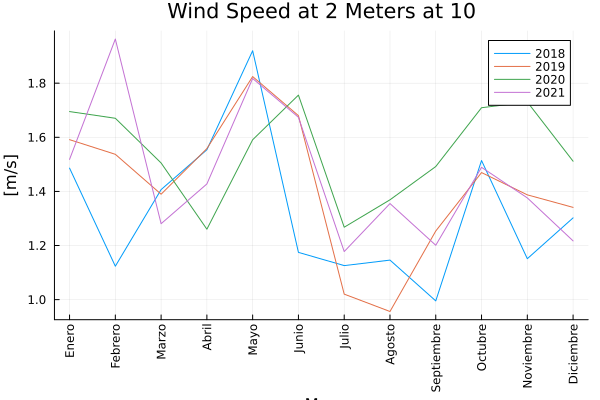 Wind Speed at 2 Meters at 10
2018
2019
2020
2021
[m/s]
1.8
1.6
1.4
1.2
1.0
Enero
Febrero
Marzo
Abril
Mayo
Junio
Julio
Agosto
Septiembre
Octubre
Noviembre
Diciembre